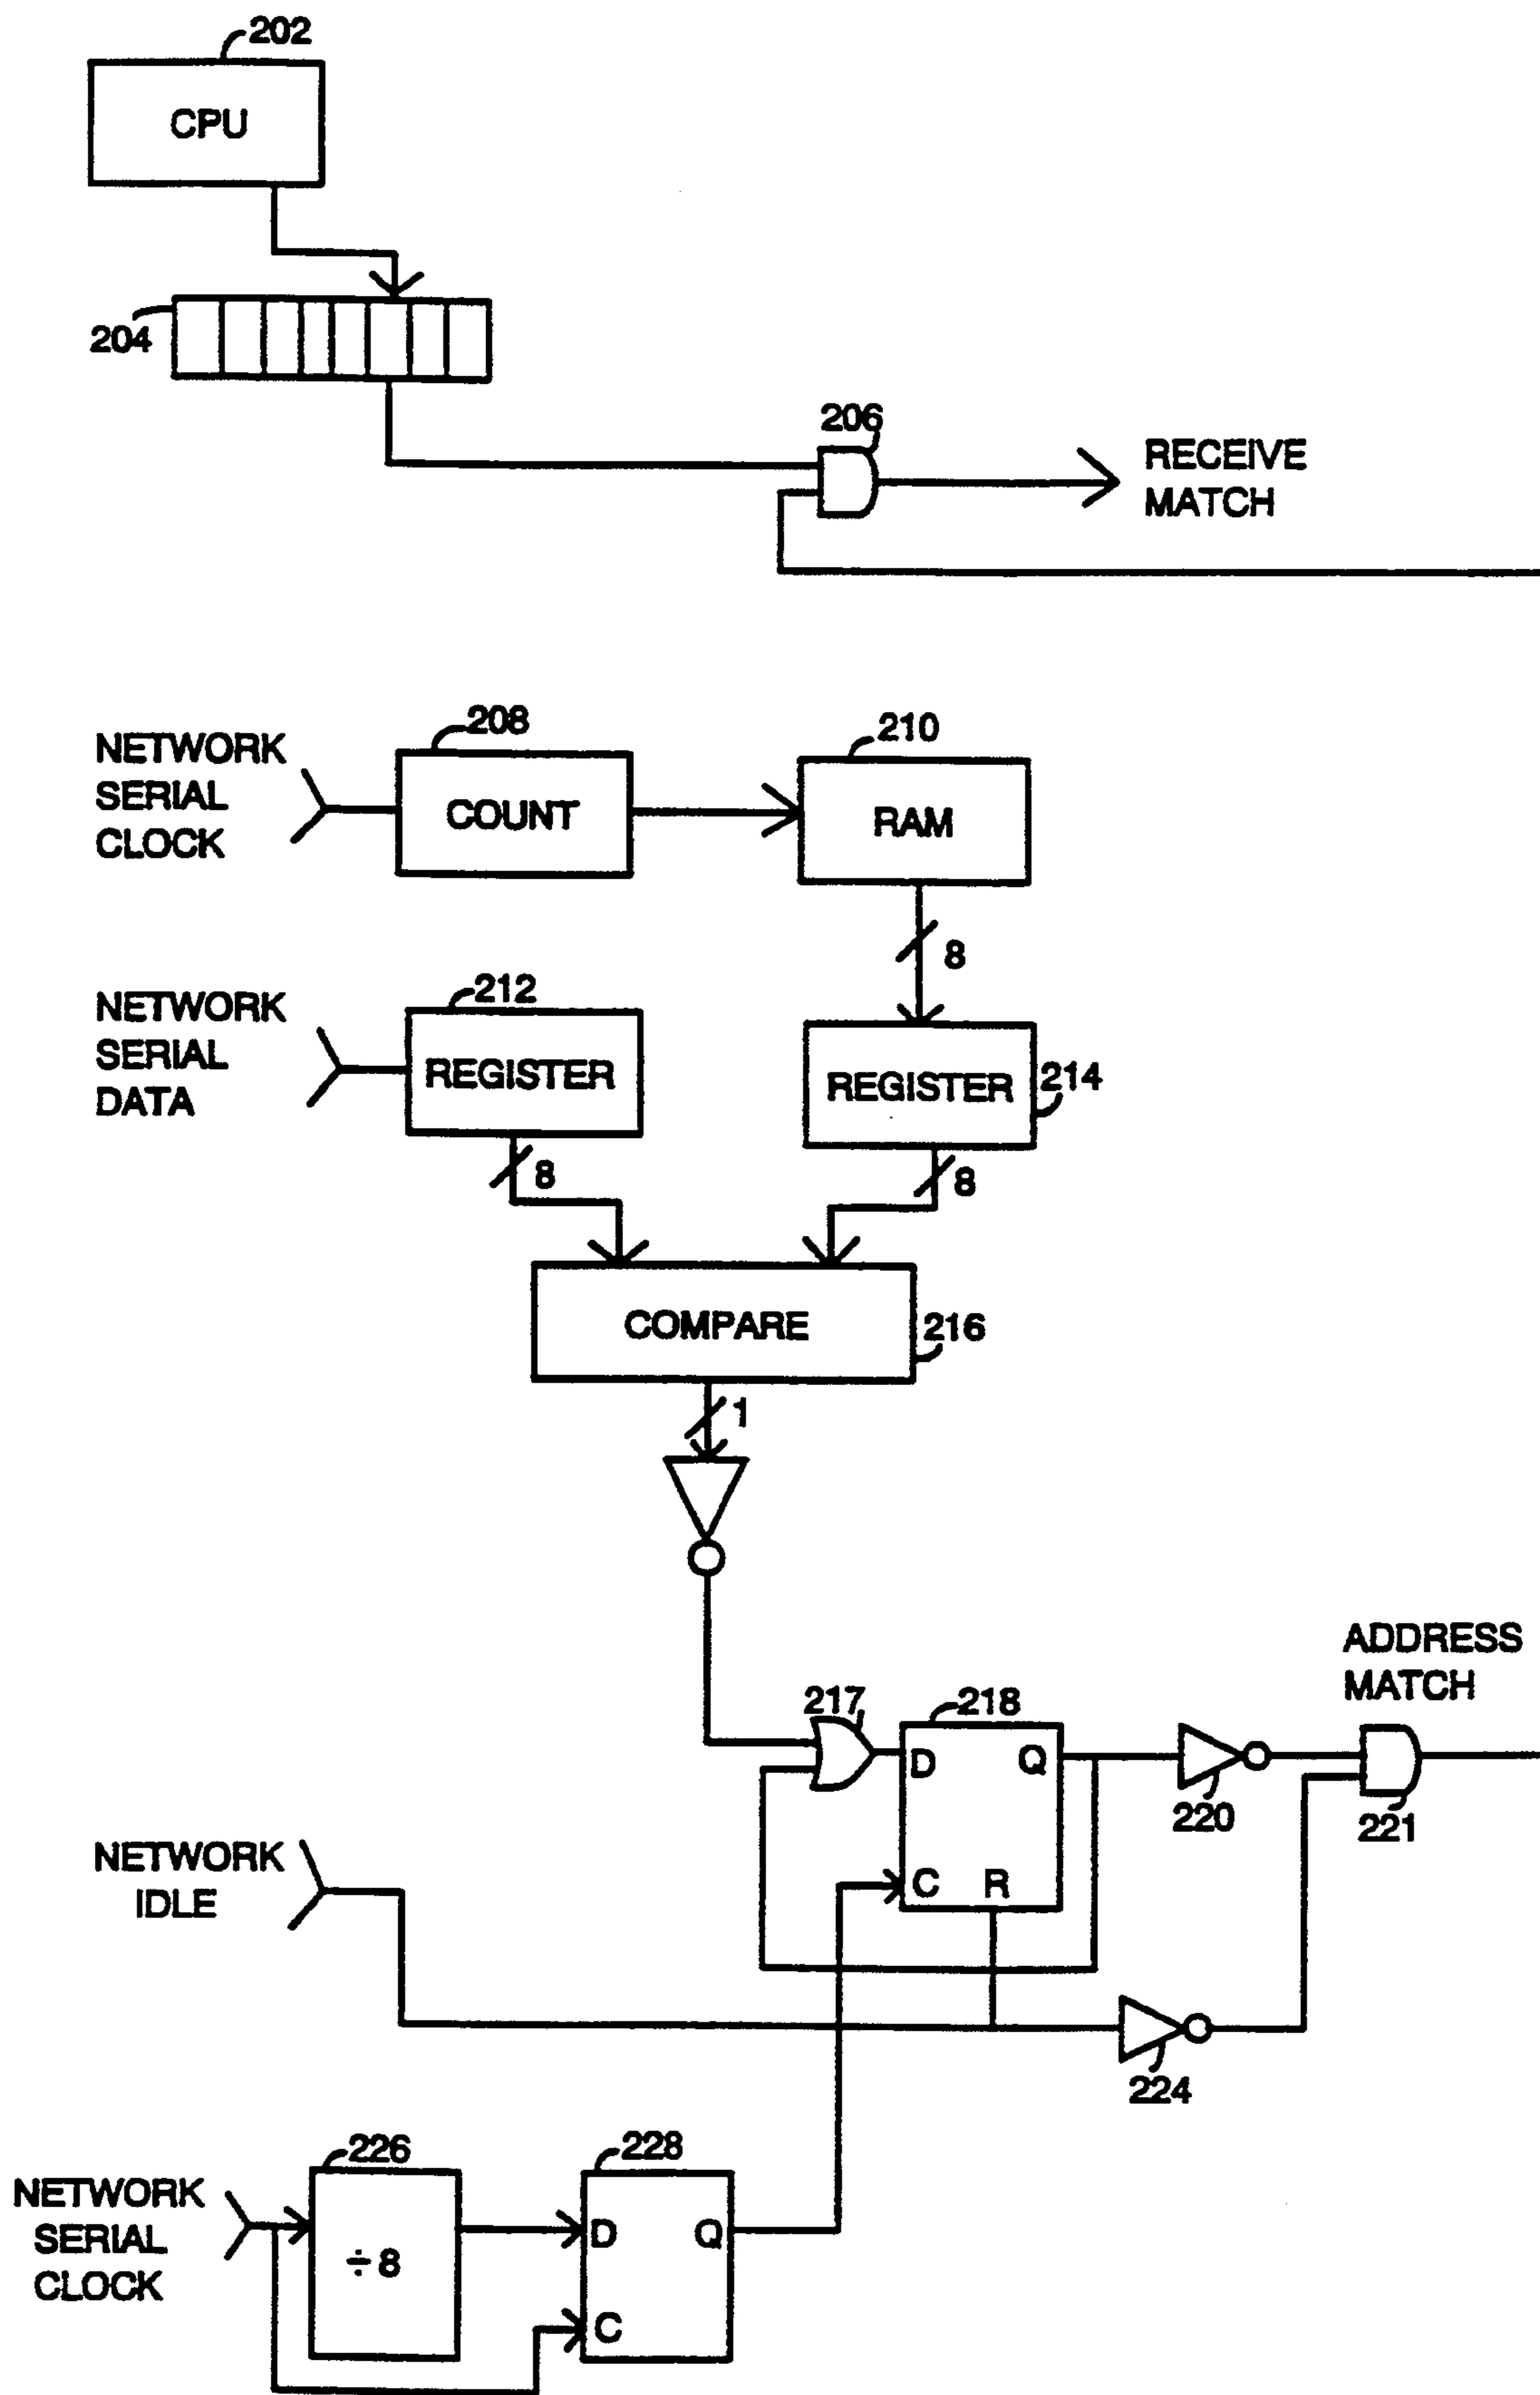 202
CPU
204
206
RECEIVE
MATCH
208
210
NETWORK
SERIAL
CLOCK
COUNT
RAM
8
212
NETWORK
SERIAL
DATA
REGISTER
REGISTER
214
8
8
COMPARE
216
1
ADDRESS
MATCH
217
218
D
Q
220
221
NETWORK
IDLE
C
R
224
226
228
NETWORK
SERIAL
CLOCK
D
Q
÷8
C